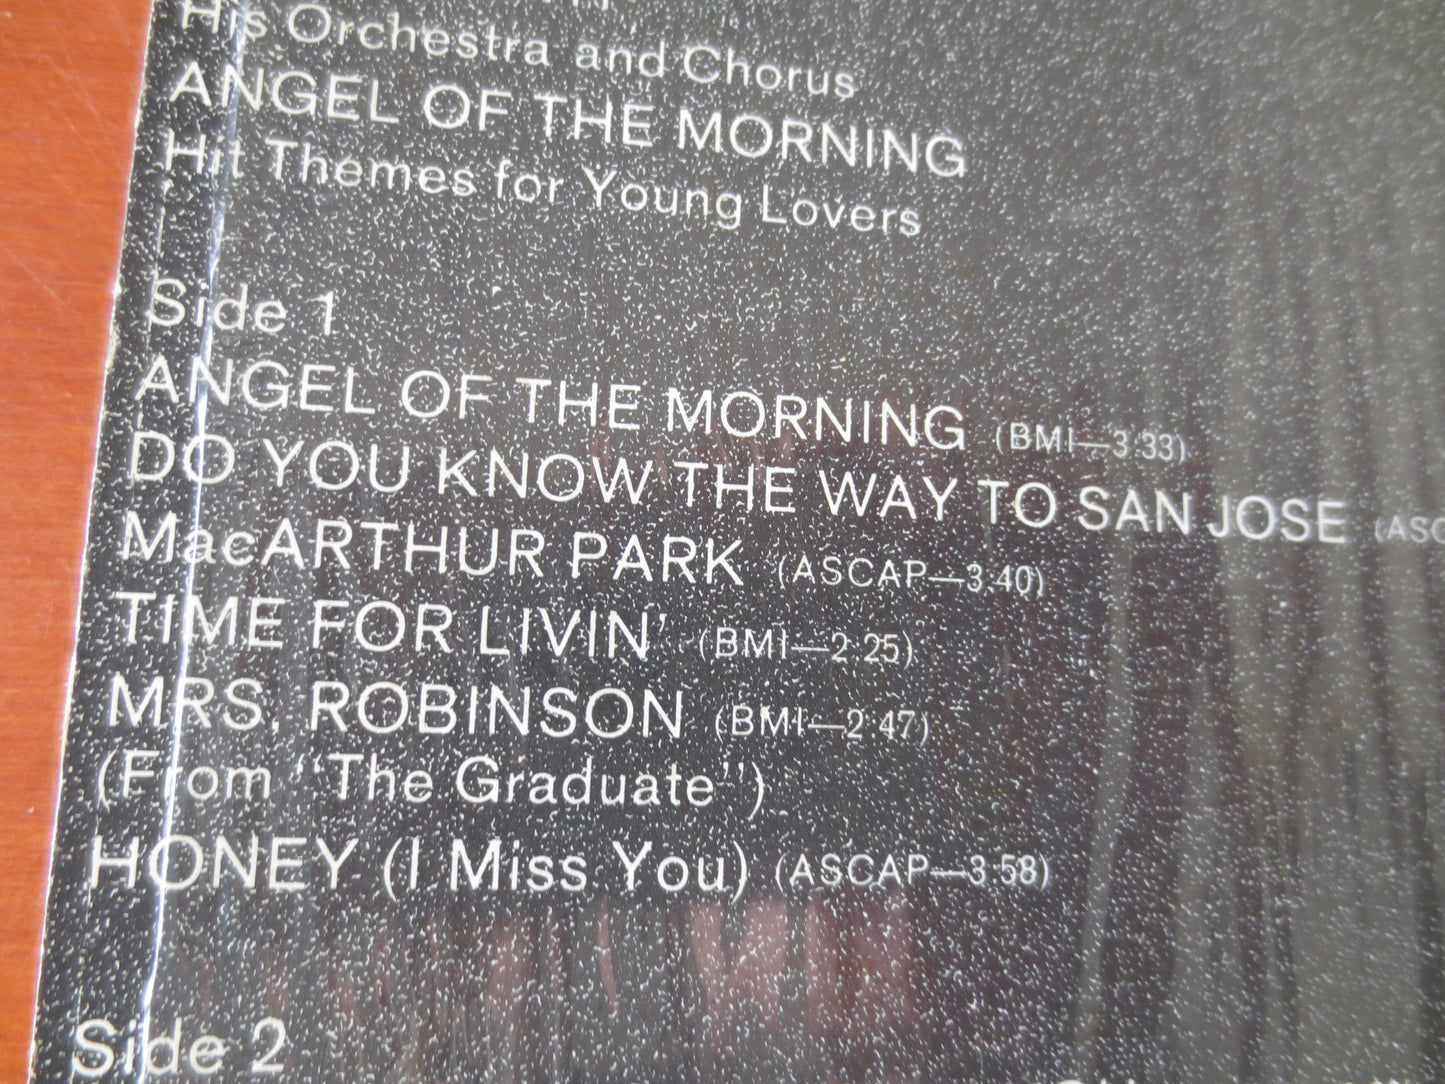 His Orchestra and Chorus
ANGEL OF THE MORNING
Hit Themes for Young Lovers
Side 1
ANGEL OF THE MORNING (BMI—3:33)
DO YOU KNOW THE WAY TO SAN JOSE (ASC
MacARTHUR PARK (ASCAP—3:40)
TIME FOR LIVIN' (BMI—2:25)
MRS. ROBINSON (BMI—2:47)
(From "The Graduate")
HONEY (I Miss You) (ASCAP—3:58)
Side 2